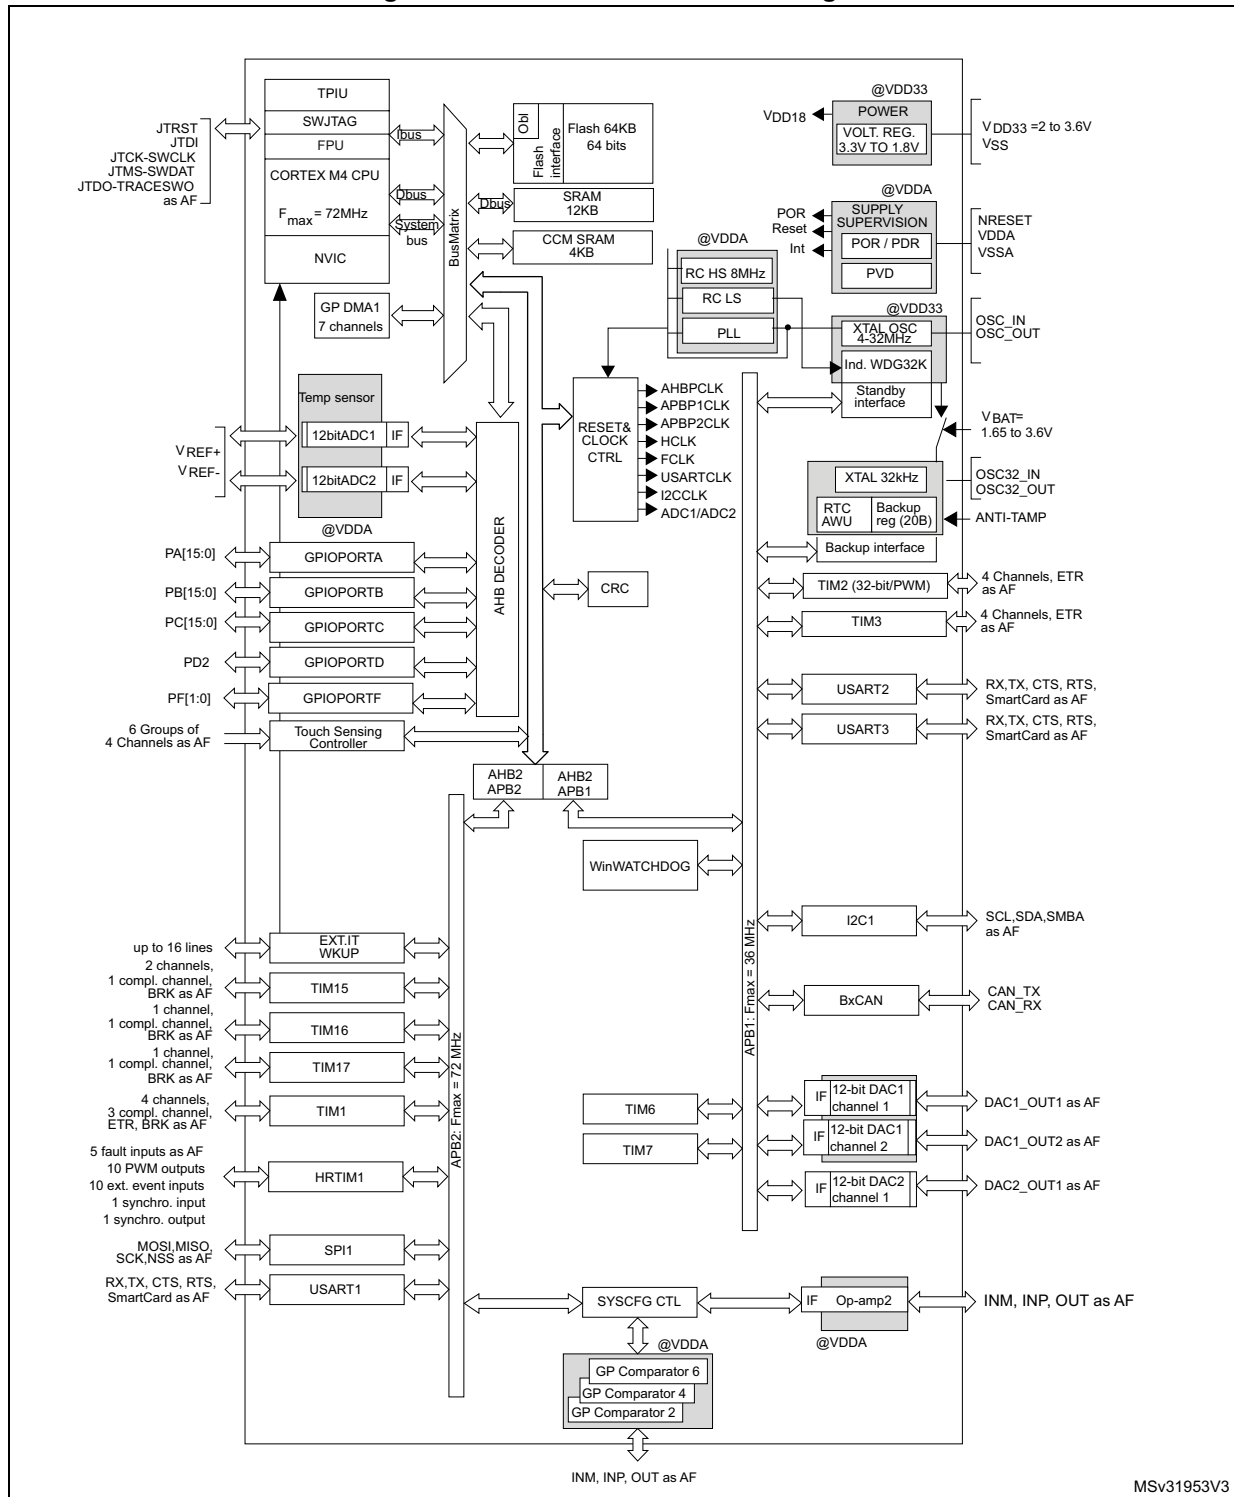 TPIU
SWJTAG
FPU
CORTEX M4 CPU
Fmax = 72MHz
NVIC
JTRST
JTDI
JTCK-SWCLK
JTMS-SWDAT
JTDO-TRACESWO
as AF
Ibus
Dbus
System
bus
BusMatrix
Obl
Flash
interface
Flash 64KB
64 bits
Dbus
SRAM
12KB
CCM SRAM
4KB
GP DMA1
7 channels
@VDD33
POWER
VDD18
VOLT. REG.
3.3V TO 1.8V
VDD33 =2 to 3.6V
VSS
@VDDA
SUPPLY
SUPERVISION
POR
Reset
Int
POR / PDR
PVD
NRESET
VDDA
VSSA
@VDDA
RC HS 8MHz
RC LS
PLL
@VDD33
XTAL OSC
4-32MHz
Ind. WDG32K
Standby
interface
OSC_IN
OSC_OUT
VBAT=
1.65 to 3.6V
XTAL 32kHz
RTC
AWU
Backup
reg (20B)
Backup interface
OSC32_IN
OSC32_OUT
ANTI-TAMP
RESET&
CLOCK
CTRL
AHBPCLK
APBP1CLK
APBP2CLK
HCLK
FCLK
USARTCLK
I2CCLK
ADC1/ADC2
Temp sensor
12bitADC1 IF
12bitADC2 IF
@VDDA
VREF+
VREF-
AHB DECODER
CRC
PA[15:0]
GPIOPORTA
PB[15:0]
GPIOPORTB
PC[15:0]
GPIOPORTC
PD2
GPIOPORTD
PF[1:0]
GPIOPORTF
6 Groups of
4 Channels as AF
Touch Sensing
Controller
AHB2
APB2
AHB2
APB1
TIM2 (32-bit/PWM)
4 Channels, ETR
as AF
TIM3
4 Channels, ETR
as AF
USART2
RX,TX, CTS, RTS,
SmartCard as AF
USART3
RX,TX, CTS, RTS,
SmartCard as AF
WinWATCHDOG
APB1: Fmax = 36 MHz
I2C1
SCL,SDA,SMBA
as AF
BxCAN
CAN_TX
CAN_RX
TIM6
TIM7
IF
12-bit DAC1
channel 1
DAC1_OUT1 as AF
IF
12-bit DAC1
channel 2
DAC1_OUT2 as AF
IF
12-bit DAC2
channel 1
DAC2_OUT1 as AF
up to 16 lines
EXT.IT
WKUP
2 channels,
1 compl. channel,
BRK as AF
TIM15
1 channel,
1 compl. channel,
BRK as AF
TIM16
1 channel,
1 compl. channel,
BRK as AF
TIM17
4 channels,
3 compl. channel,
ETR, BRK as AF
TIM1
5 fault inputs as AF
10 PWM outputs
10 ext. event inputs
1 synchro. input
1 synchro. output
HRTIM1
MOSI,MISO,
SCK,NSS as AF
SPI1
RX,TX, CTS, RTS,
SmartCard as AF
USART1
APB2: Fmax = 72 MHz
SYSCFG CTL
IF Op-amp2
@VDDA
INM, INP, OUT as AF
@VDDA
GP Comparator 6
GP Comparator 4
GP Comparator 2
INM, INP, OUT as AF
MSv31953V3